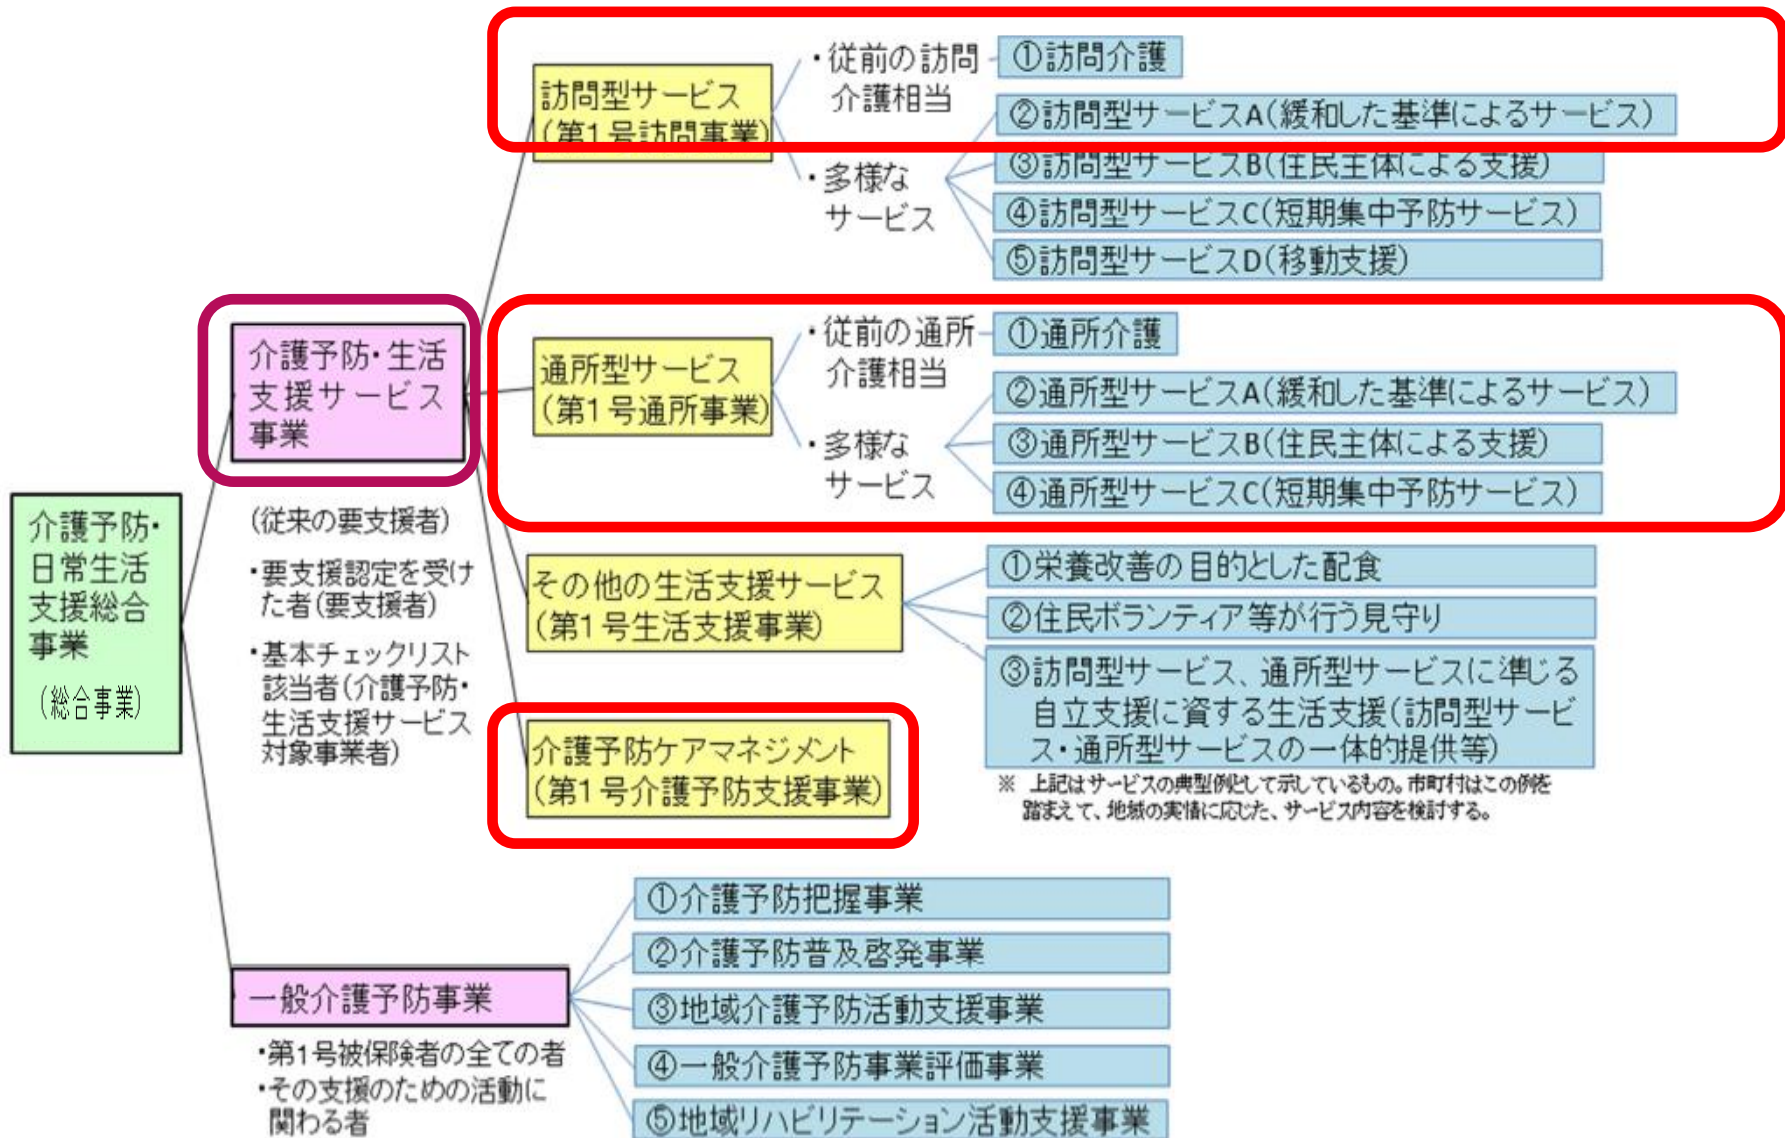 訪問型サービス
(第1号訪問事業)
・従前の訪問
介護相当
①訪問介護
・多様な
サービス
②訪問型サービスA(緩和した基準によるサービス)
③訪問型サービスB(住民主体による支援)
④訪問型サービスC(短期集中予防サービス)
⑤訪問型サービスD(移動支援)
介護予防・生活
支援サービス
事業
通所型サービス
(第1号通所事業)
・従前の通所
介護相当
①通所介護
・多様な
サービス
②通所型サービスA(緩和した基準によるサービス)
③通所型サービスB(住民主体による支援)
④通所型サービスC(短期集中予防サービス)
介護予防・
日常生活
支援総合
事業
(総合事業)
(従来の要支援者)
・要支援認定を受け
た者(要支援者)
・基本チェックリスト
該当者(介護予防・
生活支援サービス
対象事業者)
その他の生活支援サービス
(第1号生活支援事業)
①栄養改善の目的とした配食
②住民ボランティア等が行う見守り
③訪問型サービス、通所型サービスに準じる
自立支援に資する生活支援(訪問型サービ
ス・通所型サービスの一体的提供等)
介護予防ケアマネジメント
(第1号介護予防支援事業)
※ 上記はサービスの典型例として示しているもの。市町村はこの例を
踏まえて、地域の実情に応じた、サービス内容を検討する。
一般介護予防事業
・第1号被保険者の全ての者
・その支援のための活動に
関わる者
①介護予防把握事業
②介護予防普及啓発事業
③地域介護予防活動支援事業
④一般介護予防事業評価事業
⑤地域リハビリテーション活動支援事業